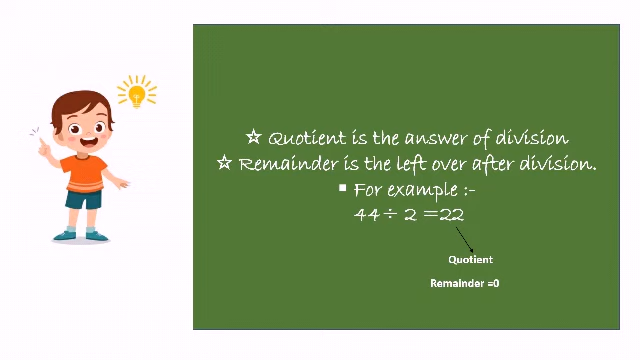 ☆ Quotient is the answer of division
☆ Remainder is the left over after division.
▪ For example :-
44 ÷ 2 =22
Quotient
Remainder =0